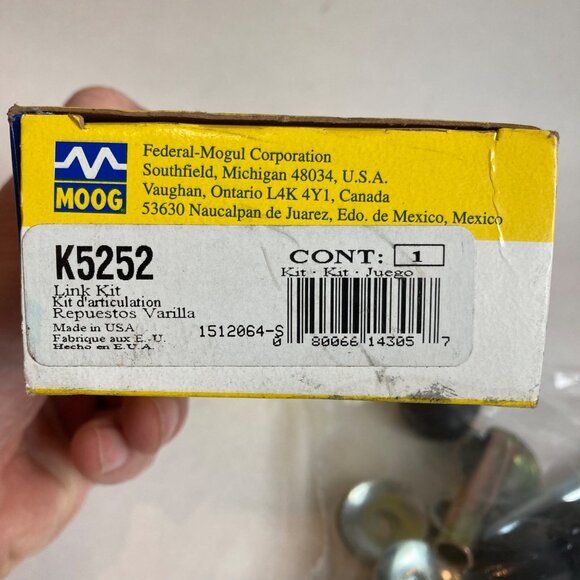 MOOG
Federal-Mogul Corporation
Southfield, Michigan 48034, U.S.A.
Vaughan, Ontario L4K 4Y1, Canada
53630 Naucalpan de Juarez, Edo. de Mexico, Mexico
K5252
Link Kit
Kit d'articulation
Repuestos Varilla
Made in USA
Fabrique aux E.-U.
Hecho en E.U.A.
CONT: 1
Kit · Kit · Juego
1512064-S
0 80066 14305 7